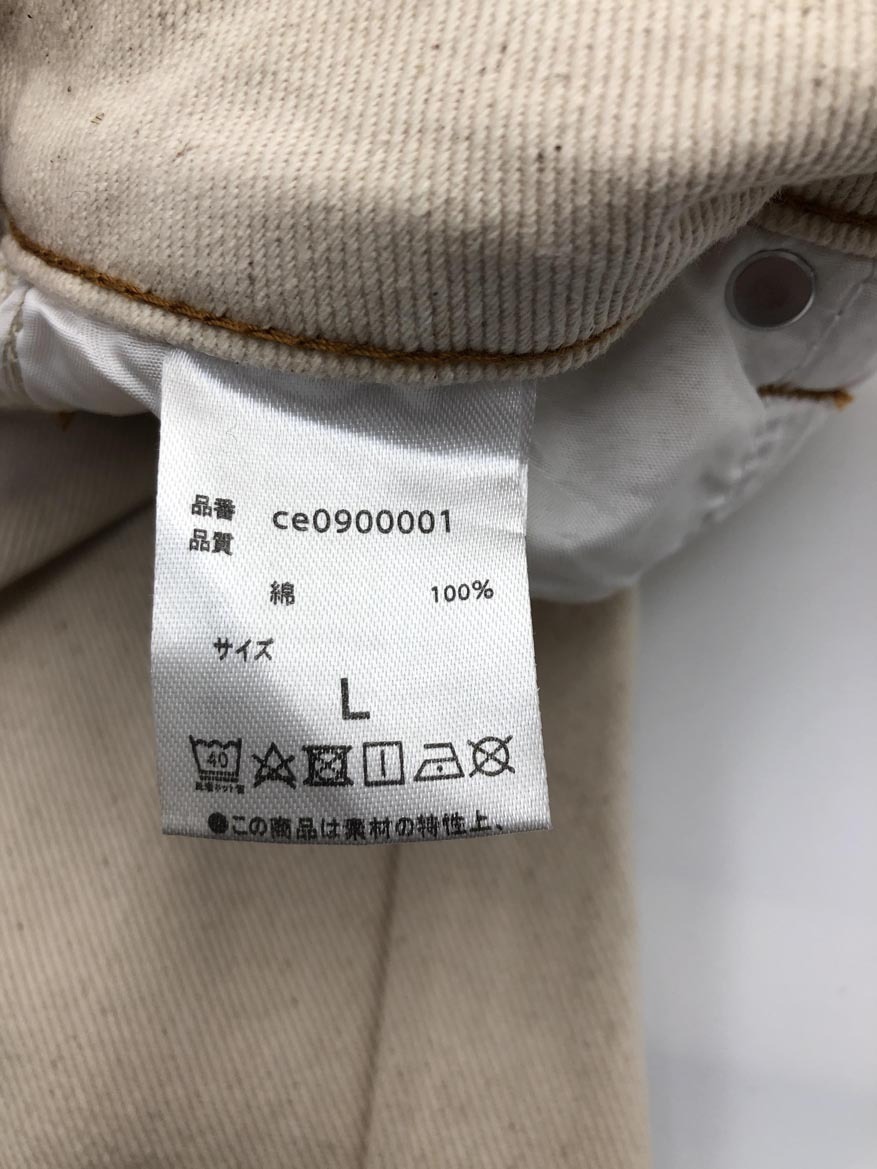 品番 ce0900001
品質
綿 100%
サイズ
L
40
●この商品は素材の特性上、